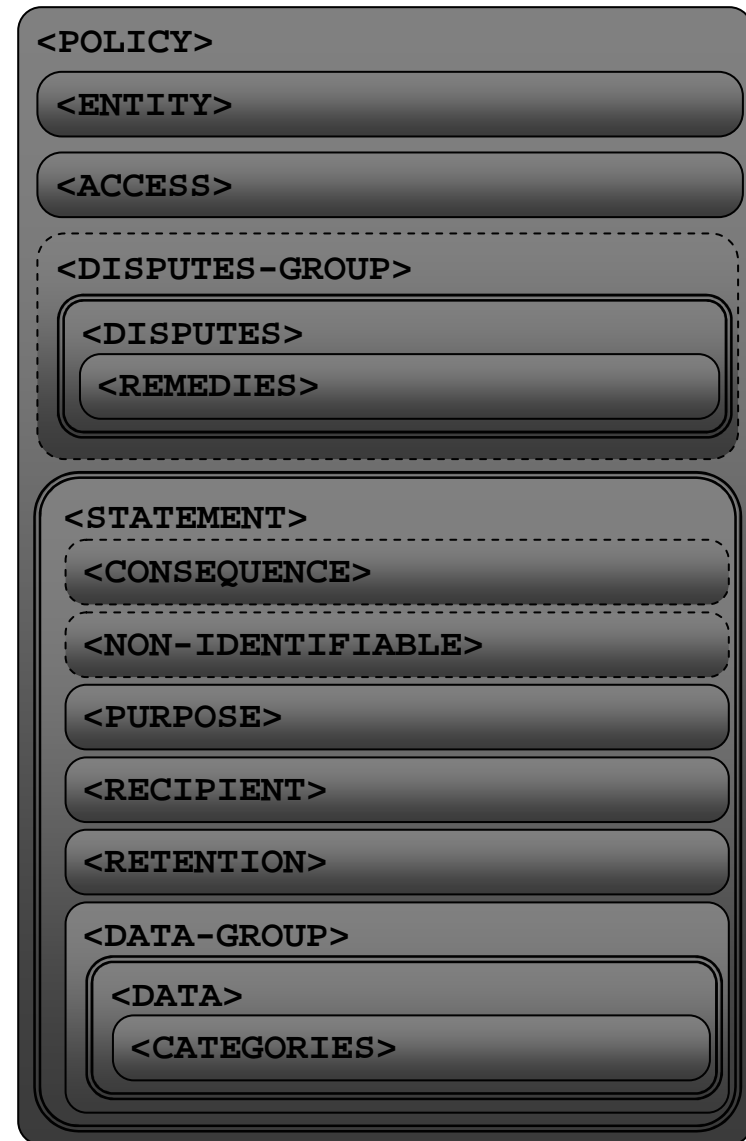 <POLICY>
<ENTITY>
<ACCESS>
<DISPUTES-GROUP>
<DISPUTES>
<REMEDIES>
<STATEMENT>
<CONSEQUENCE>
<NON-IDENTIFIABLE>
<PURPOSE>
<RECIPIENT>
<RETENTION>
<DATA-GROUP>
<DATA>
<CATEGORIES>